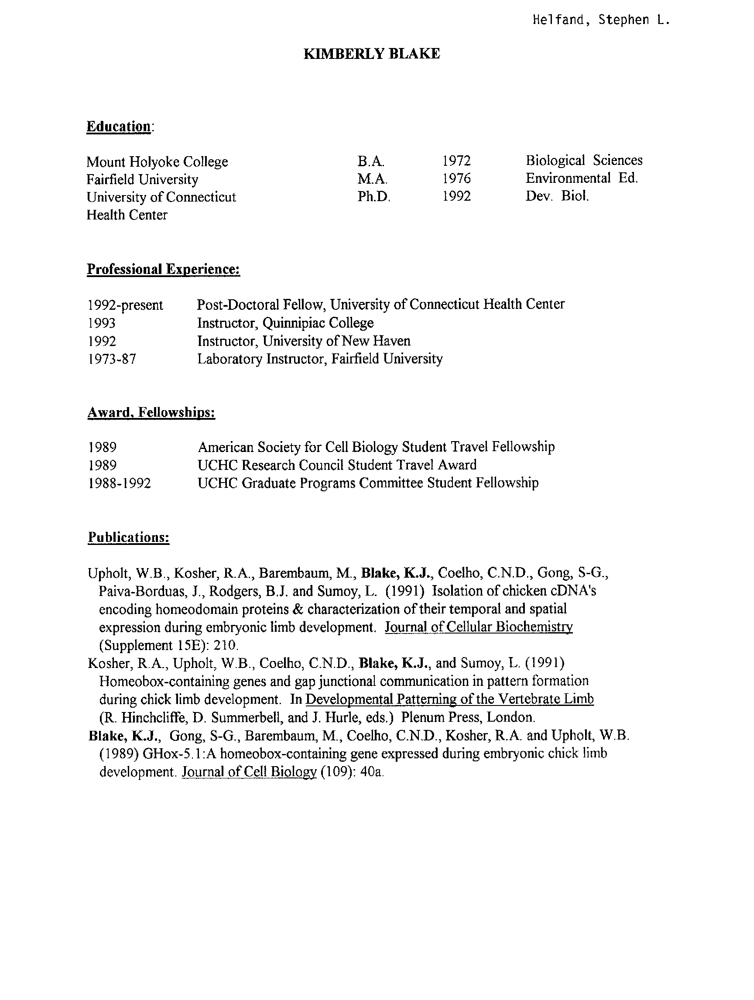 Helfand, Stephen L.
KIMBERLY BLAKE
Education:
Mount Holyoke College B.A. 1972 Biological Sciences
Fairfield University M.A. 1976 Environmental Ed.
University of Connecticut Ph.D. 1992 Dev. Biol.
Health Center
Professional Experience:
1992-present Post-Doctoral Fellow, University of Connecticut Health Center
1993 Instructor, Quinnipiac College
1992 Instructor, University of New Haven
1973-87 Laboratory Instructor, Fairfield University
Award, Fellowships:
1989 American Society for Cell Biology Student Travel Fellowship
1989 UCHC Research Council Student Travel Award
1988-1992 UCHC Graduate Programs Committee Student Fellowship
Publications:
Upholt, W.B., Kosher, R.A., Barembaum, M., Blake, K.J., Coelho, C.N.D., Gong, S-G.,
Paiva-Borduas, J., Rodgers, B.J. and Sumoy, L. (1991) Isolation of chicken cDNA's
encoding homeodomain proteins & characterization of their temporal and spatial
expression during embryonic limb development. Journal of Cellular Biochemistry
(Supplement 15E): 210.
Kosher, R.A., Upholt, W.B., Coelho, C.N.D., Blake, K.J., and Sumoy, L. (1991)
Homeobox-containing genes and gap junctional communication in pattern formation
during chick limb development. In Developmental Patterning of the Vertebrate Limb
(R. Hinchcliffe, D. Summerbell, and J. Hurle, eds.) Plenum Press, London.
Blake, K.J., Gong, S-G., Barembaum, M., Coelho, C.N.D., Kosher, R.A. and Upholt, W.B.
(1989) GHox-5.1:A homeobox-containing gene expressed during embryonic chick limb
development. Journal of Cell Biology (109): 40a.